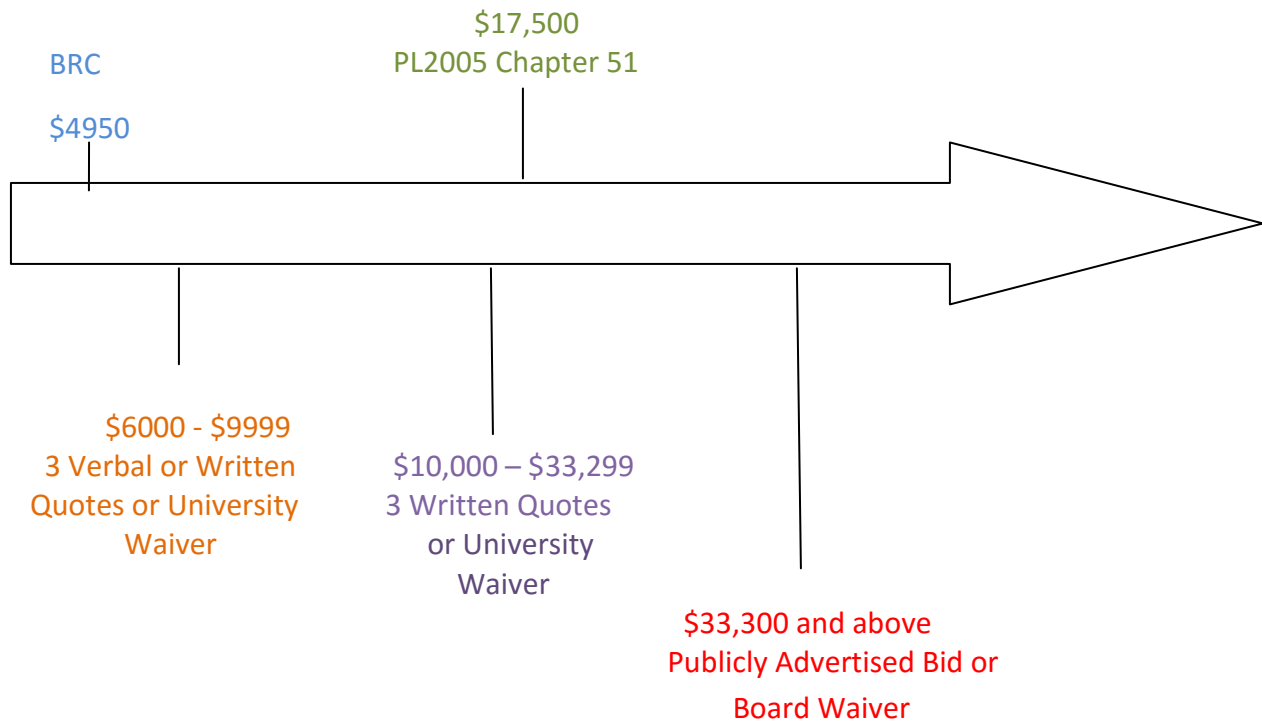 BRC
$4950
$17,500
PL2005 Chapter 51
$6000 - $9999
3 Verbal or Written
Quotes or University
Waiver
$10,000 – $33,299
3 Written Quotes
or University
Waiver
$33,300 and above
Publicly Advertised Bid or
Board Waiver